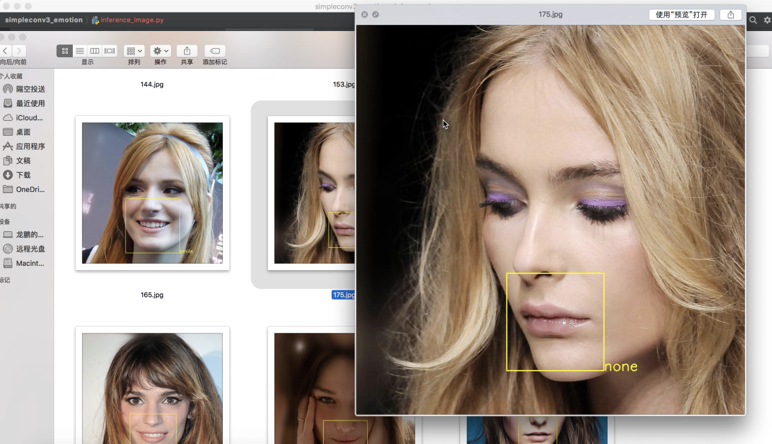 simpleconv3_emotion
simpleconv3_emotion inference_image.py
175.jpg
使用“预览”打开
向后/向前
显示
排列
操作
共享
添加标记
个人收藏
隔空投送
最近使用
iCloud...
桌面
应用程序
文稿
下载
OneDri...
共享的
设备
龙鹏的...
远程光盘
Macint...
标记
144.jpg
153.jpg
165.jpg
175.jpg
none
none